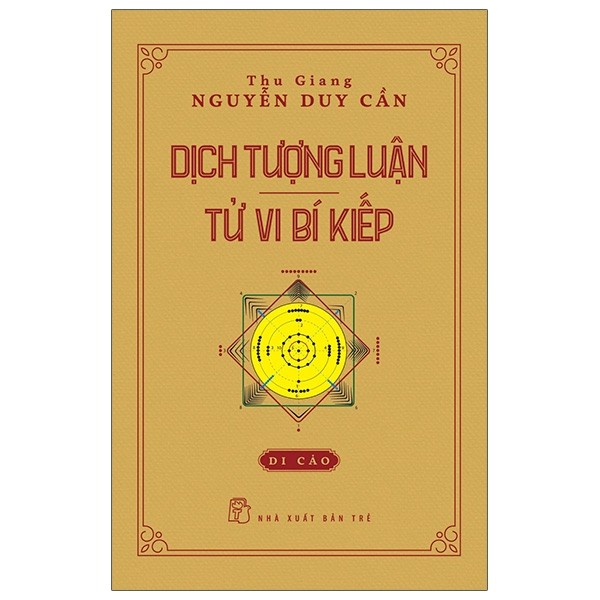 Thu Giang
NGUYỄN DUY CẦN
DỊCH TƯỢNG LUẬN
TỬ VI BÍ KIẾP
DI CẢO
NHÀ XUẤT BẢN TRẺ